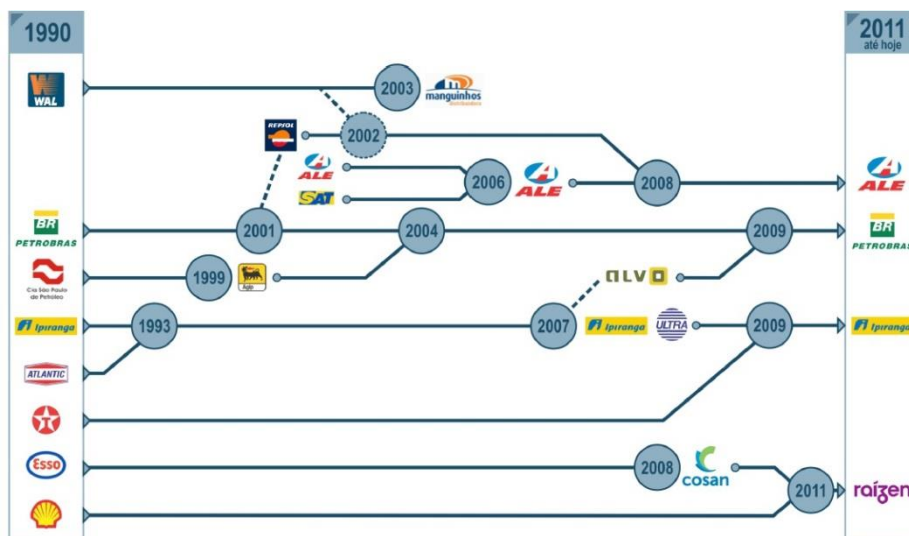 1990
2011
até hoje
WAL
2003
manguinhos
distribuidora
REPSOL
2002
ALE
SAT
2006
ALE
2008
ALE
BR
PETROBRAS
2001
2004
2009
BR
PETROBRAS
Cia São Paulo
de Petróleo
1999
Agip
ALVO
Ipiranga
1993
2007
Ipiranga
ULTRA
2009
Ipiranga
ATLANTIC
T
Esso
2008
cosan
2011
raízen